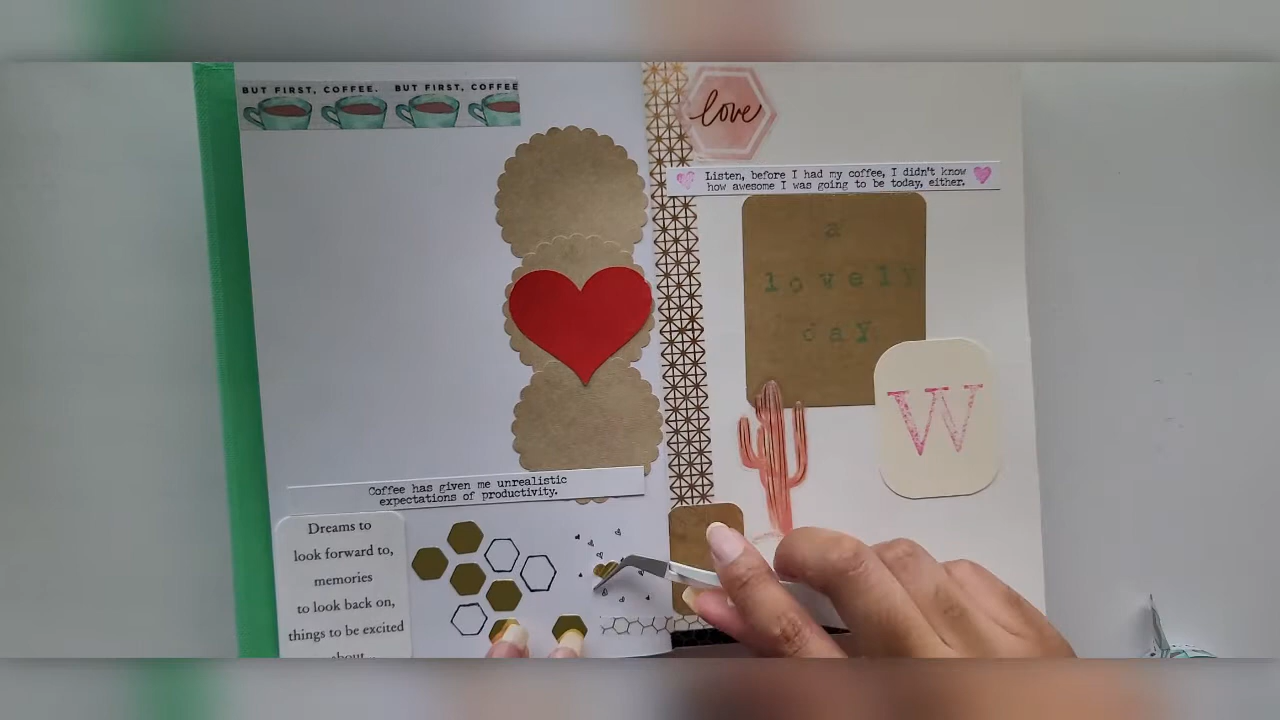 BUT FIRST, COFFEE. BUT FIRST, COFFEE
love
Listen, before I had my coffee, I didn't know
how awesome I was going to be today, either.
a
lovely
day
W
Coffee has given me unrealistic
expectations of productivity.
Dreams to
look forward to,
memories
to look back on,
things to be excited
about